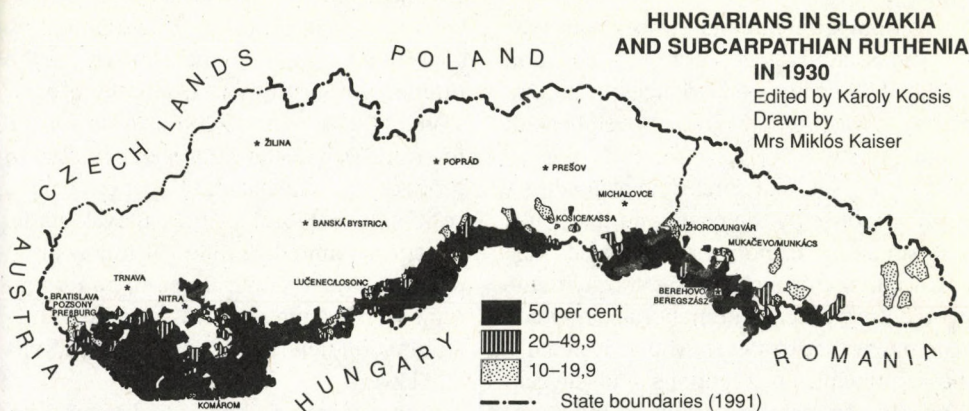 HUNGARIANS IN SLOVAKIA
AND SUBCARPATHIAN RUTHENIA
IN 1930
Edited by Károly Kocsis
Drawn by
Mrs Miklós Kaiser
POLAND
CZECH LANDS
AUSTRIA
HUNGARY
ROMANIA
ŽILINA
POPRÁD
PREŠOV
MICHALOVCE
BANSKÁ BYSTRICA
KOŠICE/KASSA
UŽHOROD/UNGVÁR
MUKAČEVO/MUNKÁCS
TRNAVA
LUČENEC/LOSONC
NITRA
BRATISLAVA
POZSONY
PRESSBURG
BEREHOVO
BEREGSZÁSZ
KOMÁROM
50 per cent
20–49,9
10–19,9
State boundaries (1991)